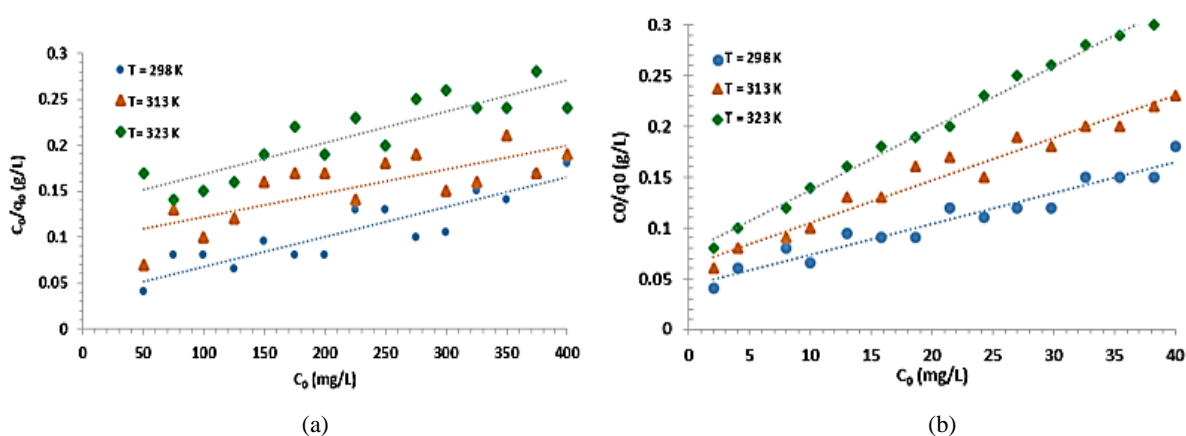 0.3
0.25
0.2
0.15
0.1
0.05
0
C₀/q₀ (g/L)
T = 298 K
T = 313 K
T = 323 K
0 50 100 150 200 250 300 350 400
C₀ (mg/L)
(a)
0.3
0.25
0.2
0.15
0.1
0.05
0
C0/q0 (g/L)
T = 298 K
T = 313 K
T = 323 K
0 5 10 15 20 25 30 35 40
C₀ (mg/L)
(b)